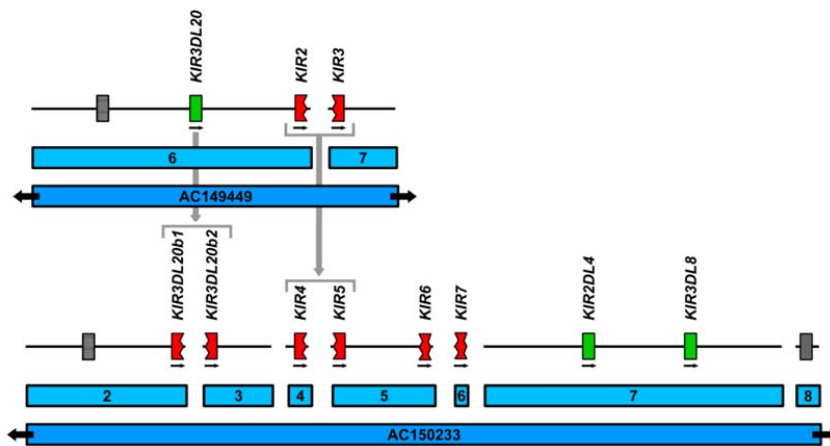 KIR3DL20
KIR2
KIR3
6
7
AC149449
KIR3DL20b1
KIR3DL20b2
KIR4
KIR5
KIR6
KIR7
KIR2DL4
KIR3DL8
2
3
4
5
6
7
8
AC150233